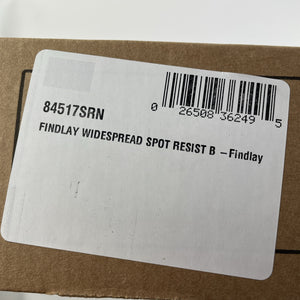 84517SRN
0 26508 36249 5
FINDLAY WIDESPREAD SPOT RESIST B – Findlay